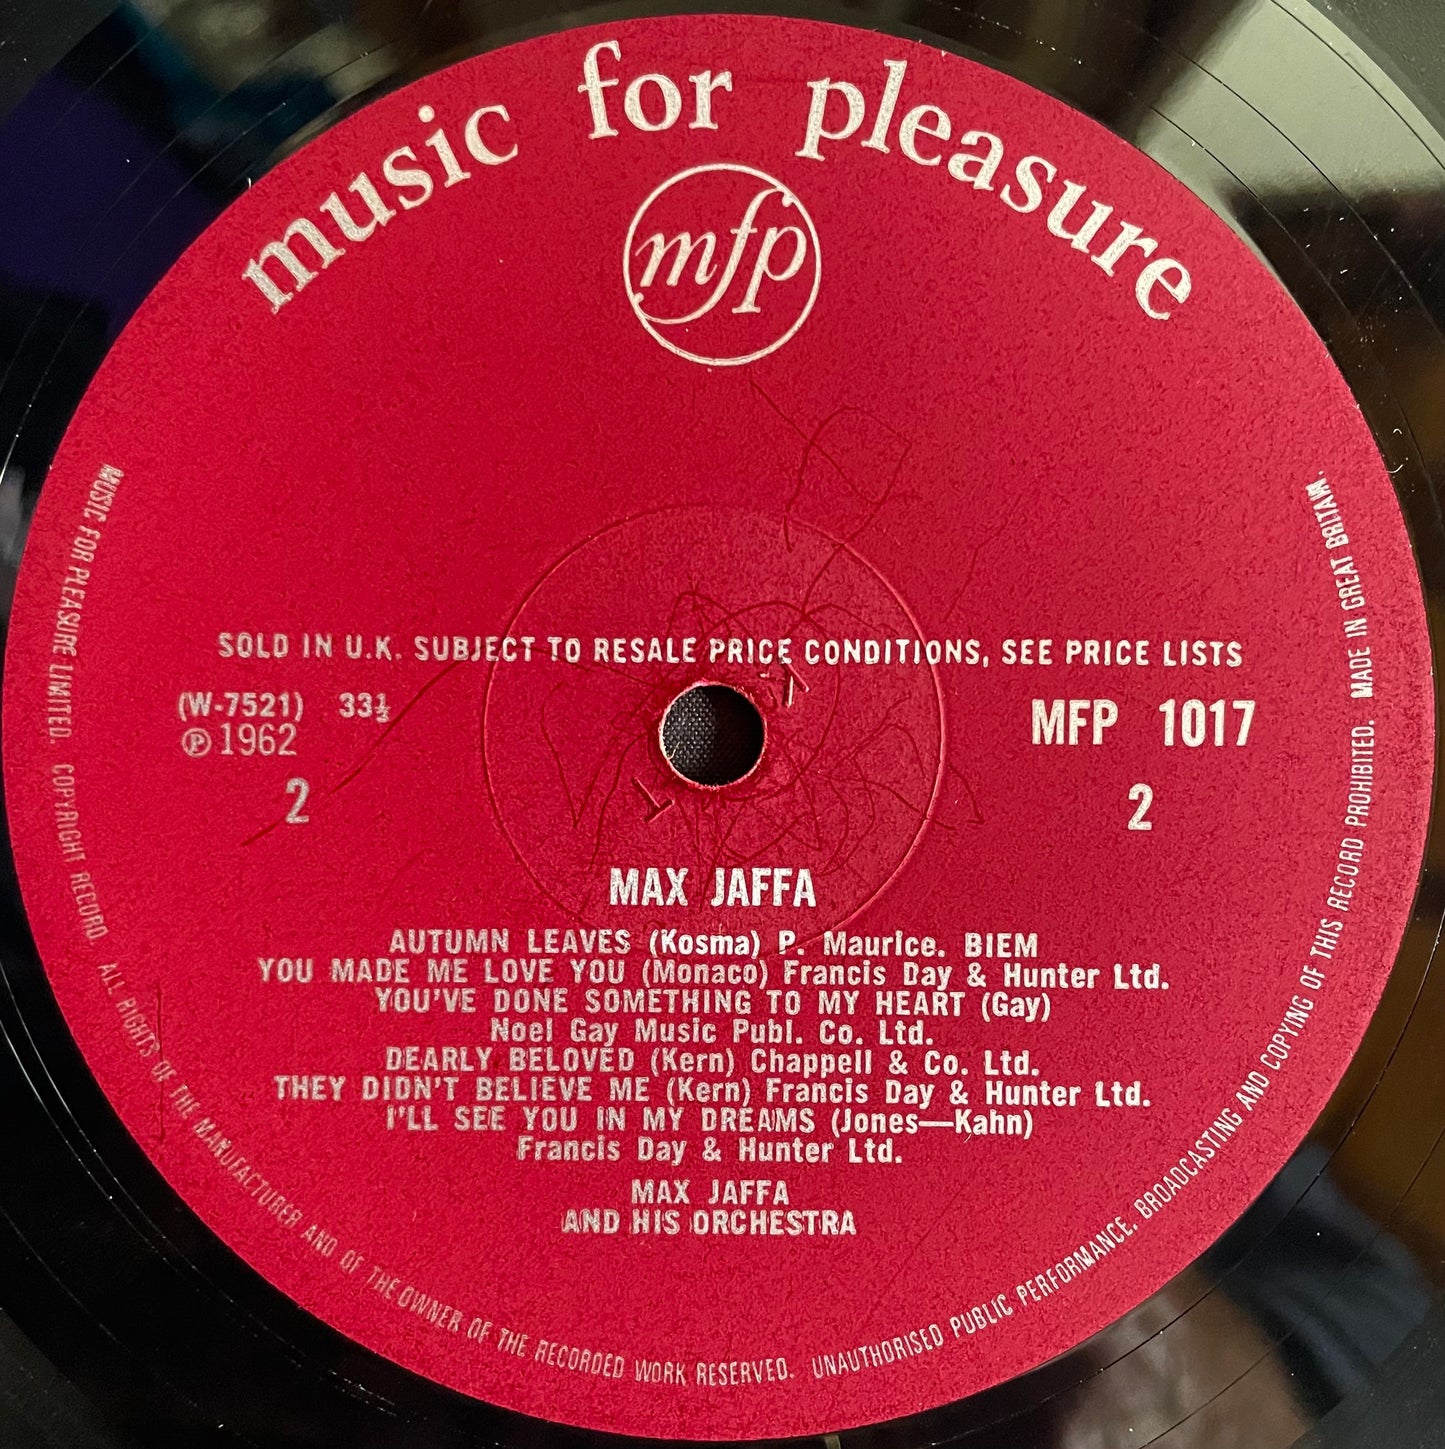 music for pleasure
mfp
SOLD IN U.K. SUBJECT TO RESALE PRICE CONDITIONS, SEE PRICE LISTS
(W-7521) 33⅓
℗ 1962
2
MFP 1017
2
MAX JAFFA
AUTUMN LEAVES (Kosma) P. Maurice. BIEM
YOU MADE ME LOVE YOU (Monaco) Francis Day & Hunter Ltd.
YOU'VE DONE SOMETHING TO MY HEART (Gay)
Noel Gay Music Publ. Co. Ltd.
DEARLY BELOVED (Kern) Chappell & Co. Ltd.
THEY DIDN'T BELIEVE ME (Kern) Francis Day & Hunter Ltd.
I'LL SEE YOU IN MY DREAMS (Jones—Kahn)
Francis Day & Hunter Ltd.
MAX JAFFA
AND HIS ORCHESTRA
MUSIC FOR PLEASURE LIMITED. COPYRIGHT RECORD. ALL RIGHTS OF THE MANUFACTURER AND OF THE OWNER OF THE RECORDED WORK RESERVED. UNAUTHORISED PUBLIC PERFORMANCE, BROADCASTING AND COPYING OF THIS RECORD PROHIBITED. MADE IN GREAT BRITAIN.